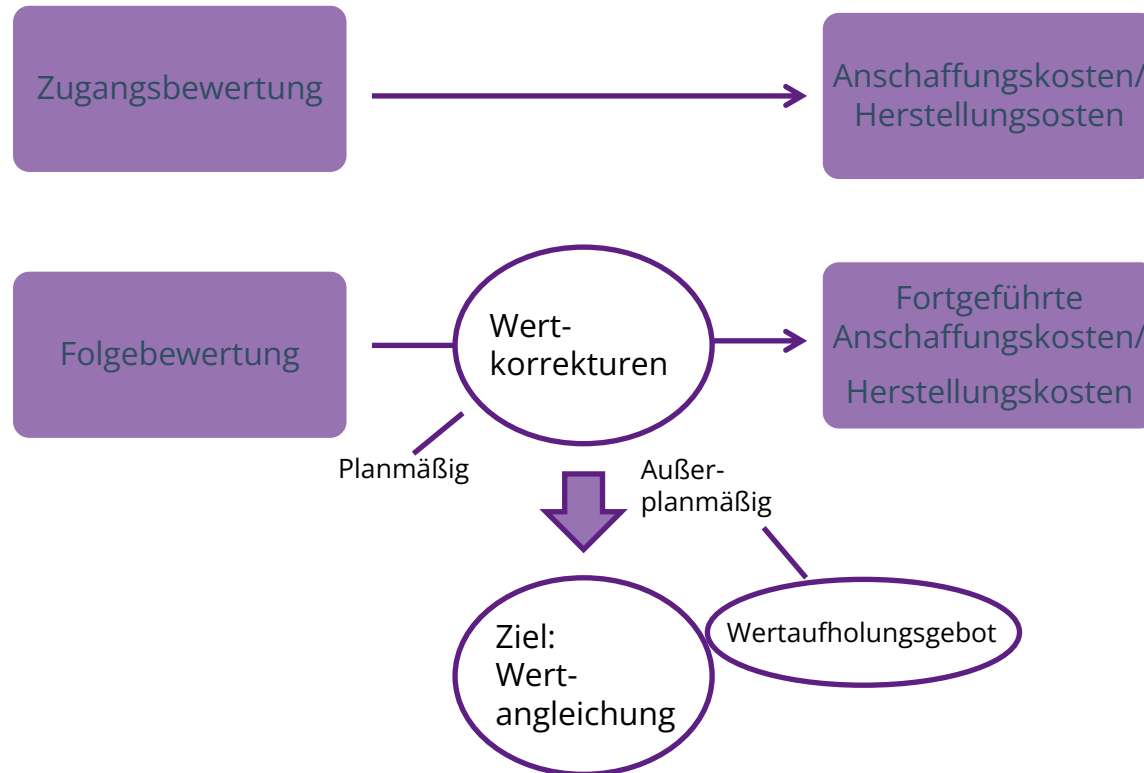 Zugangsbewertung
Anschaffungskosten/
Herstellungsosten
Folgebewertung
Wert-
korrekturen
Fortgeführte
Anschaffungskosten/
Herstellungskosten
Planmäßig
Außer-
planmäßig
Ziel:
Wert-
angleichung
Wertaufholungsgebot